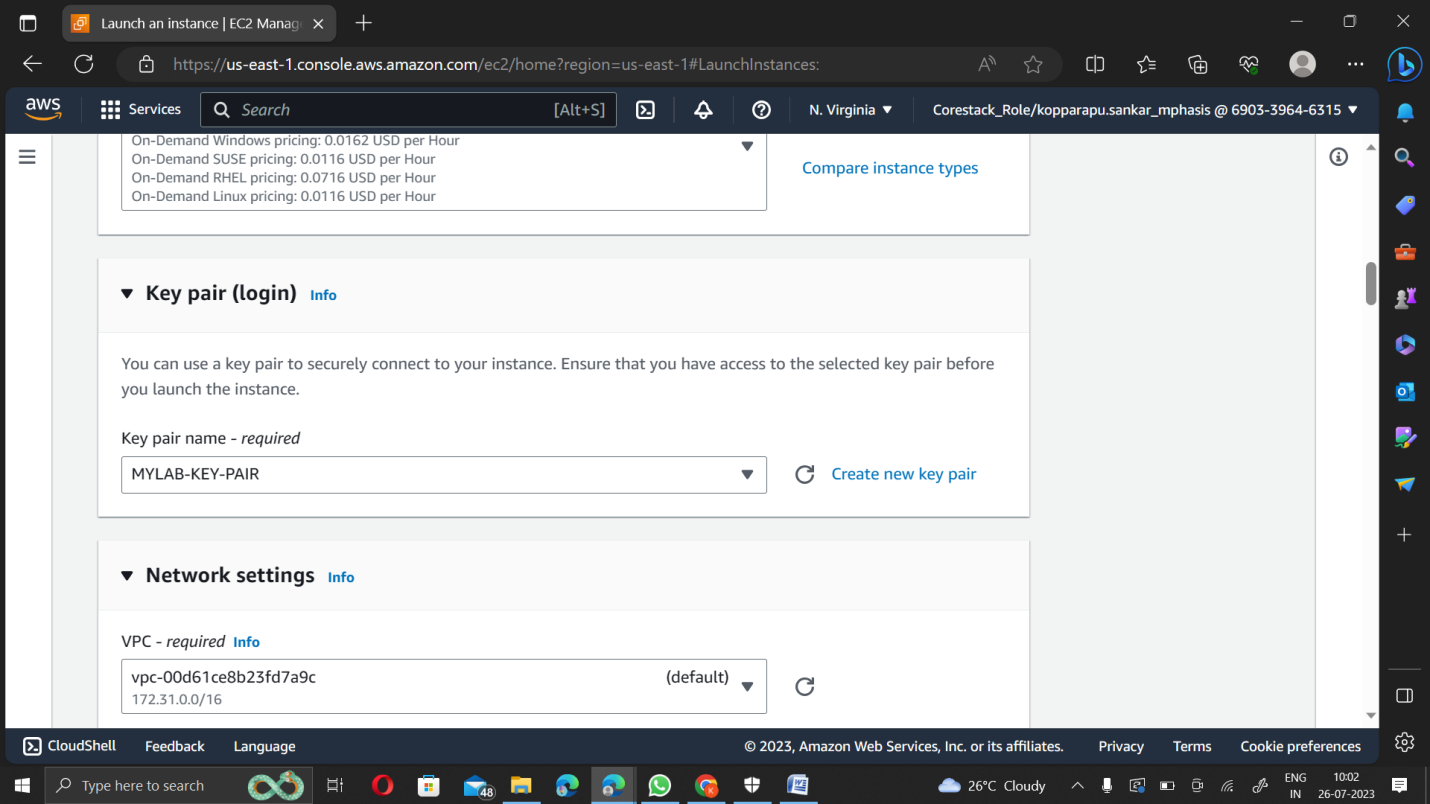 Launch an instance | EC2 Manag
https://us-east-1.console.aws.amazon.com/ec2/home?region=us-east-1#LaunchInstances:
aws
Services
Search
[Alt+S]
N. Virginia
Corestack_Role/kopparapu.sankar_mphasis @ 6903-3964-6315
On-Demand Windows pricing: 0.0162 USD per Hour
On-Demand SUSE pricing: 0.0116 USD per Hour
On-Demand RHEL pricing: 0.0716 USD per Hour
On-Demand Linux pricing: 0.0116 USD per Hour
Compare instance types
Key pair (login) Info
You can use a key pair to securely connect to your instance. Ensure that you have access to the selected key pair before
you launch the instance.
Key pair name - required
MYLAB-KEY-PAIR
Create new key pair
Network settings Info
VPC - required Info
vpc-00d61ce8b23fd7a9c (default)
172.31.0.0/16
CloudShell Feedback Language © 2023, Amazon Web Services, Inc. or its affiliates. Privacy Terms Cookie preferences
Type here to search
48
26°C Cloudy
ENG
IN
10:02
26-07-2023